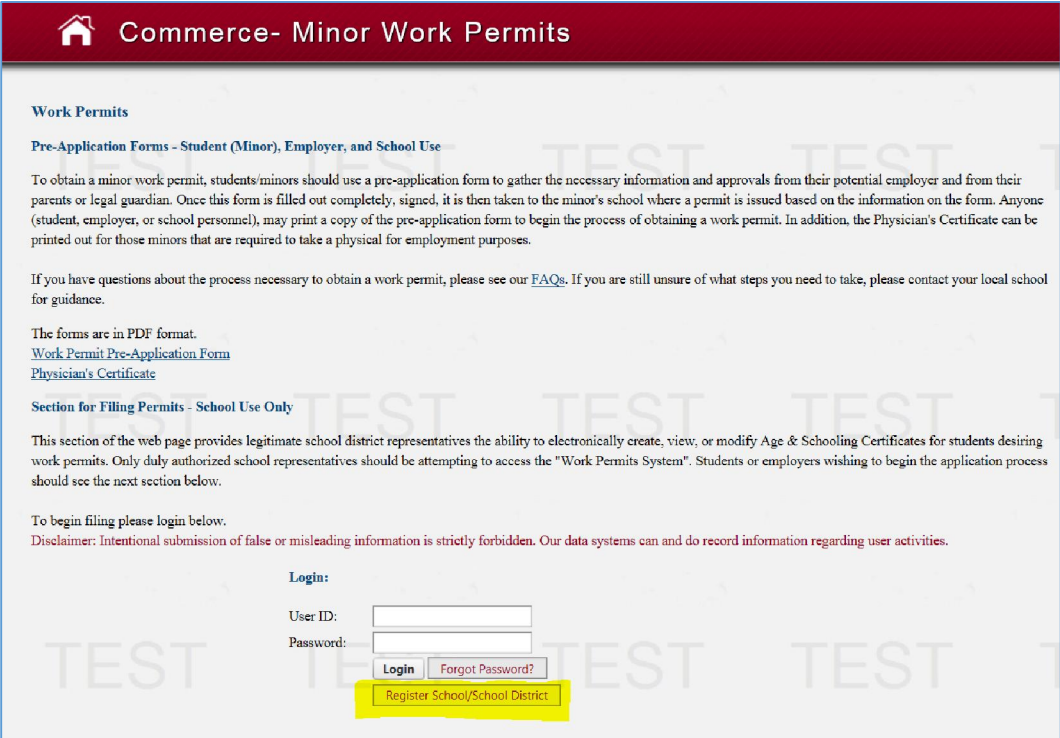 Commerce- Minor Work Permits
Work Permits
Pre-Application Forms - Student (Minor), Employer, and School Use
To obtain a minor work permit, students/minors should use a pre-application form to gather the necessary information and approvals from their potential employer and from their
parents or legal guardian. Once this form is filled out completely, signed, it is then taken to the minor's school where a permit is issued based on the information on the form. Anyone
(student, employer, or school personnel), may print a copy of the pre-application form to begin the process of obtaining a work permit. In addition, the Physician's Certificate can be
printed out for those minors that are required to take a physical for employment purposes.
If you have questions about the process necessary to obtain a work permit, please see our FAQs. If you are still unsure of what steps you need to take, please contact your local school
for guidance.
The forms are in PDF format.
Work Permit Pre-Application Form
Physician's Certificate
Section for Filing Permits - School Use Only
This section of the web page provides legitimate school district representatives the ability to electronically create, view, or modify Age & Schooling Certificates for students desiring
work permits. Only duly authorized school representatives should be attempting to access the "Work Permits System". Students or employers wishing to begin the application process
should see the next section below.
To begin filing please login below.
Disclaimer: Intentional submission of false or misleading information is strictly forbidden. Our data systems can and do record information regarding user activities.
Login:
User ID:
Password:
Login Forgot Password?
Register School/School District
TEST TEST TEST TEST
TEST TEST TEST TEST
TEST TEST TEST TEST